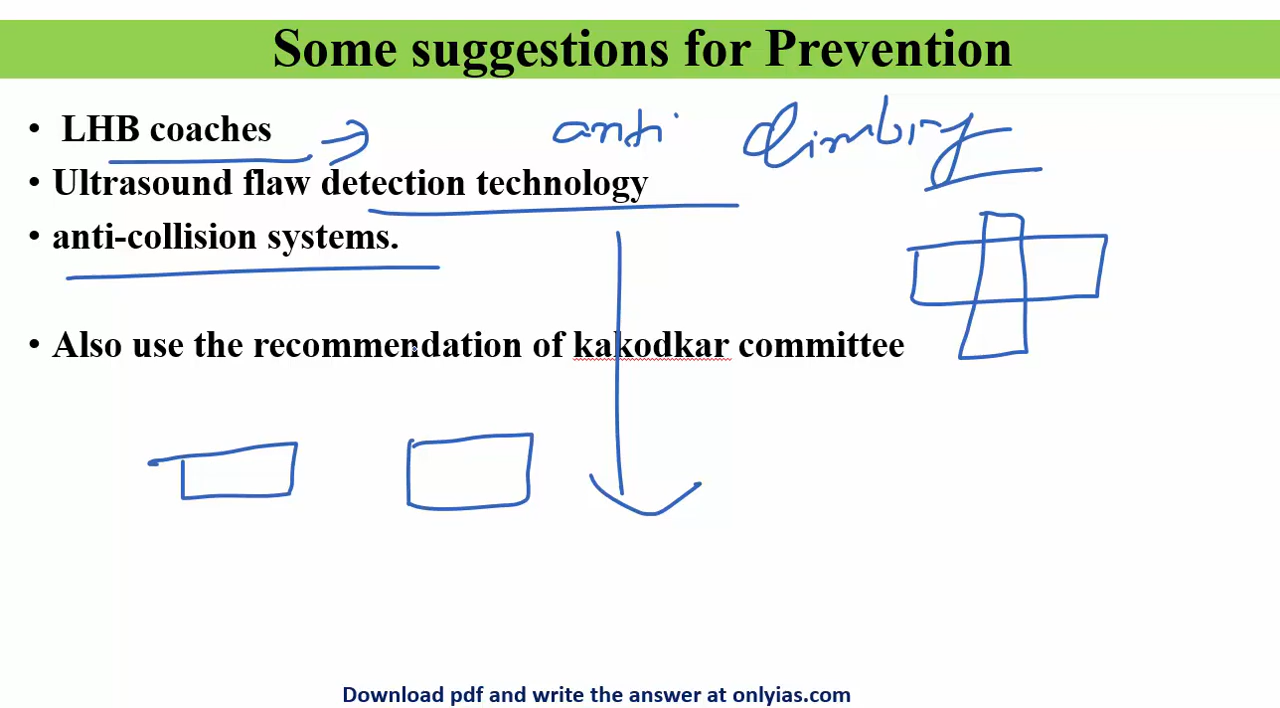 Some suggestions for Prevention
• LHB coaches → anti climbing
• Ultrasound flaw detection technology
• anti-collision systems.
• Also use the recommendation of kakodkar committee
Download pdf and write the answer at onlyias.com